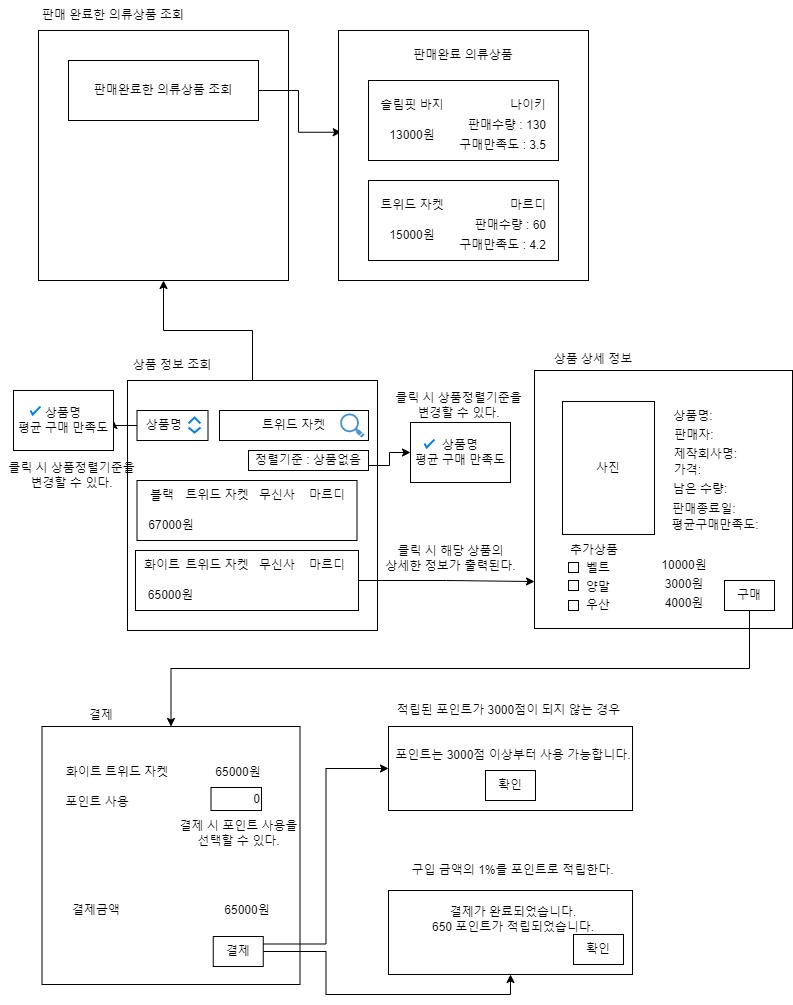 판매 완료한 의류상품 조회
판매완료한 의류상품 조회
판매완료 의류상품
슬림핏 바지 나이키
판매수량 : 130
13000원
구매만족도 : 3.5
트위드 자켓 마르디
판매수량 : 60
15000원
구매만족도 : 4.2
상품 정보 조회
상품명
평균 구매 만족도
클릭 시 상품정렬기준을
변경할 수 있다.
상품명
트위드 자켓
정렬기준 : 상품없음
블랙 트위드 자켓 무신사 마르디
67000원
화이트 트위드 자켓 무신사 마르디
65000원
클릭 시 상품정렬기준을
변경할 수 있다.
상품명
평균 구매 만족도
클릭 시 해당 상품의
상세한 정보가 출력된다.
상품 상세 정보
사진
상품명:
판매자:
제작회사명:
가격:
남은 수량:
판매종료일:
평균구매만족도:
추가상품
벨트 10000원
양말 3000원
우산 4000원
구매
결제
화이트 트위드 자켓 65000원
포인트 사용 0
결제 시 포인트 사용을
선택할 수 있다.
결제금액 65000원
결제
적립된 포인트가 3000점이 되지 않는 경우
포인트는 3000점 이상부터 사용 가능합니다.
확인
구입 금액의 1%를 포인트로 적립한다.
결제가 완료되었습니다.
650 포인트가 적립되었습니다.
확인